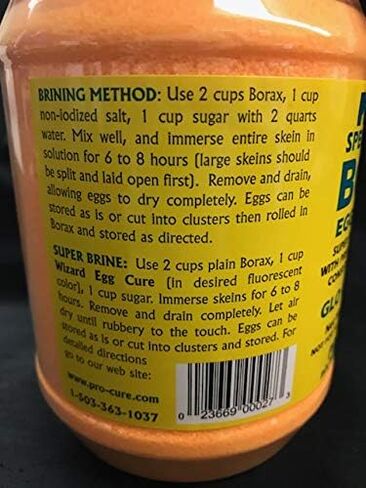 BRINING METHOD: Use 2 cups Borax, 1 cup
non-iodized salt, 1 cup sugar with 2 quarts
water. Mix well, and immerse entire skein in
solution for 6 to 8 hours (large skeins should
be split and laid open first). Remove and drain,
allowing eggs to dry completely. Eggs can be
stored as is or cut into clusters then rolled in
Borax and stored as directed.
SUPER BRINE: Use 2 cups plain Borax, 1 cup
Wizard Egg Cure (in desired fluorescent
color), 1 cup sugar. Immerse skeins for 6 to 8
hours. Remove and drain completely. Let air
dry until rubbery to the touch. Eggs can be
stored as is or cut into clusters and stored. For
detailed directions
go to our web site:
www.pro-cure.com
1-503-363-1037
0 23669 00027 3